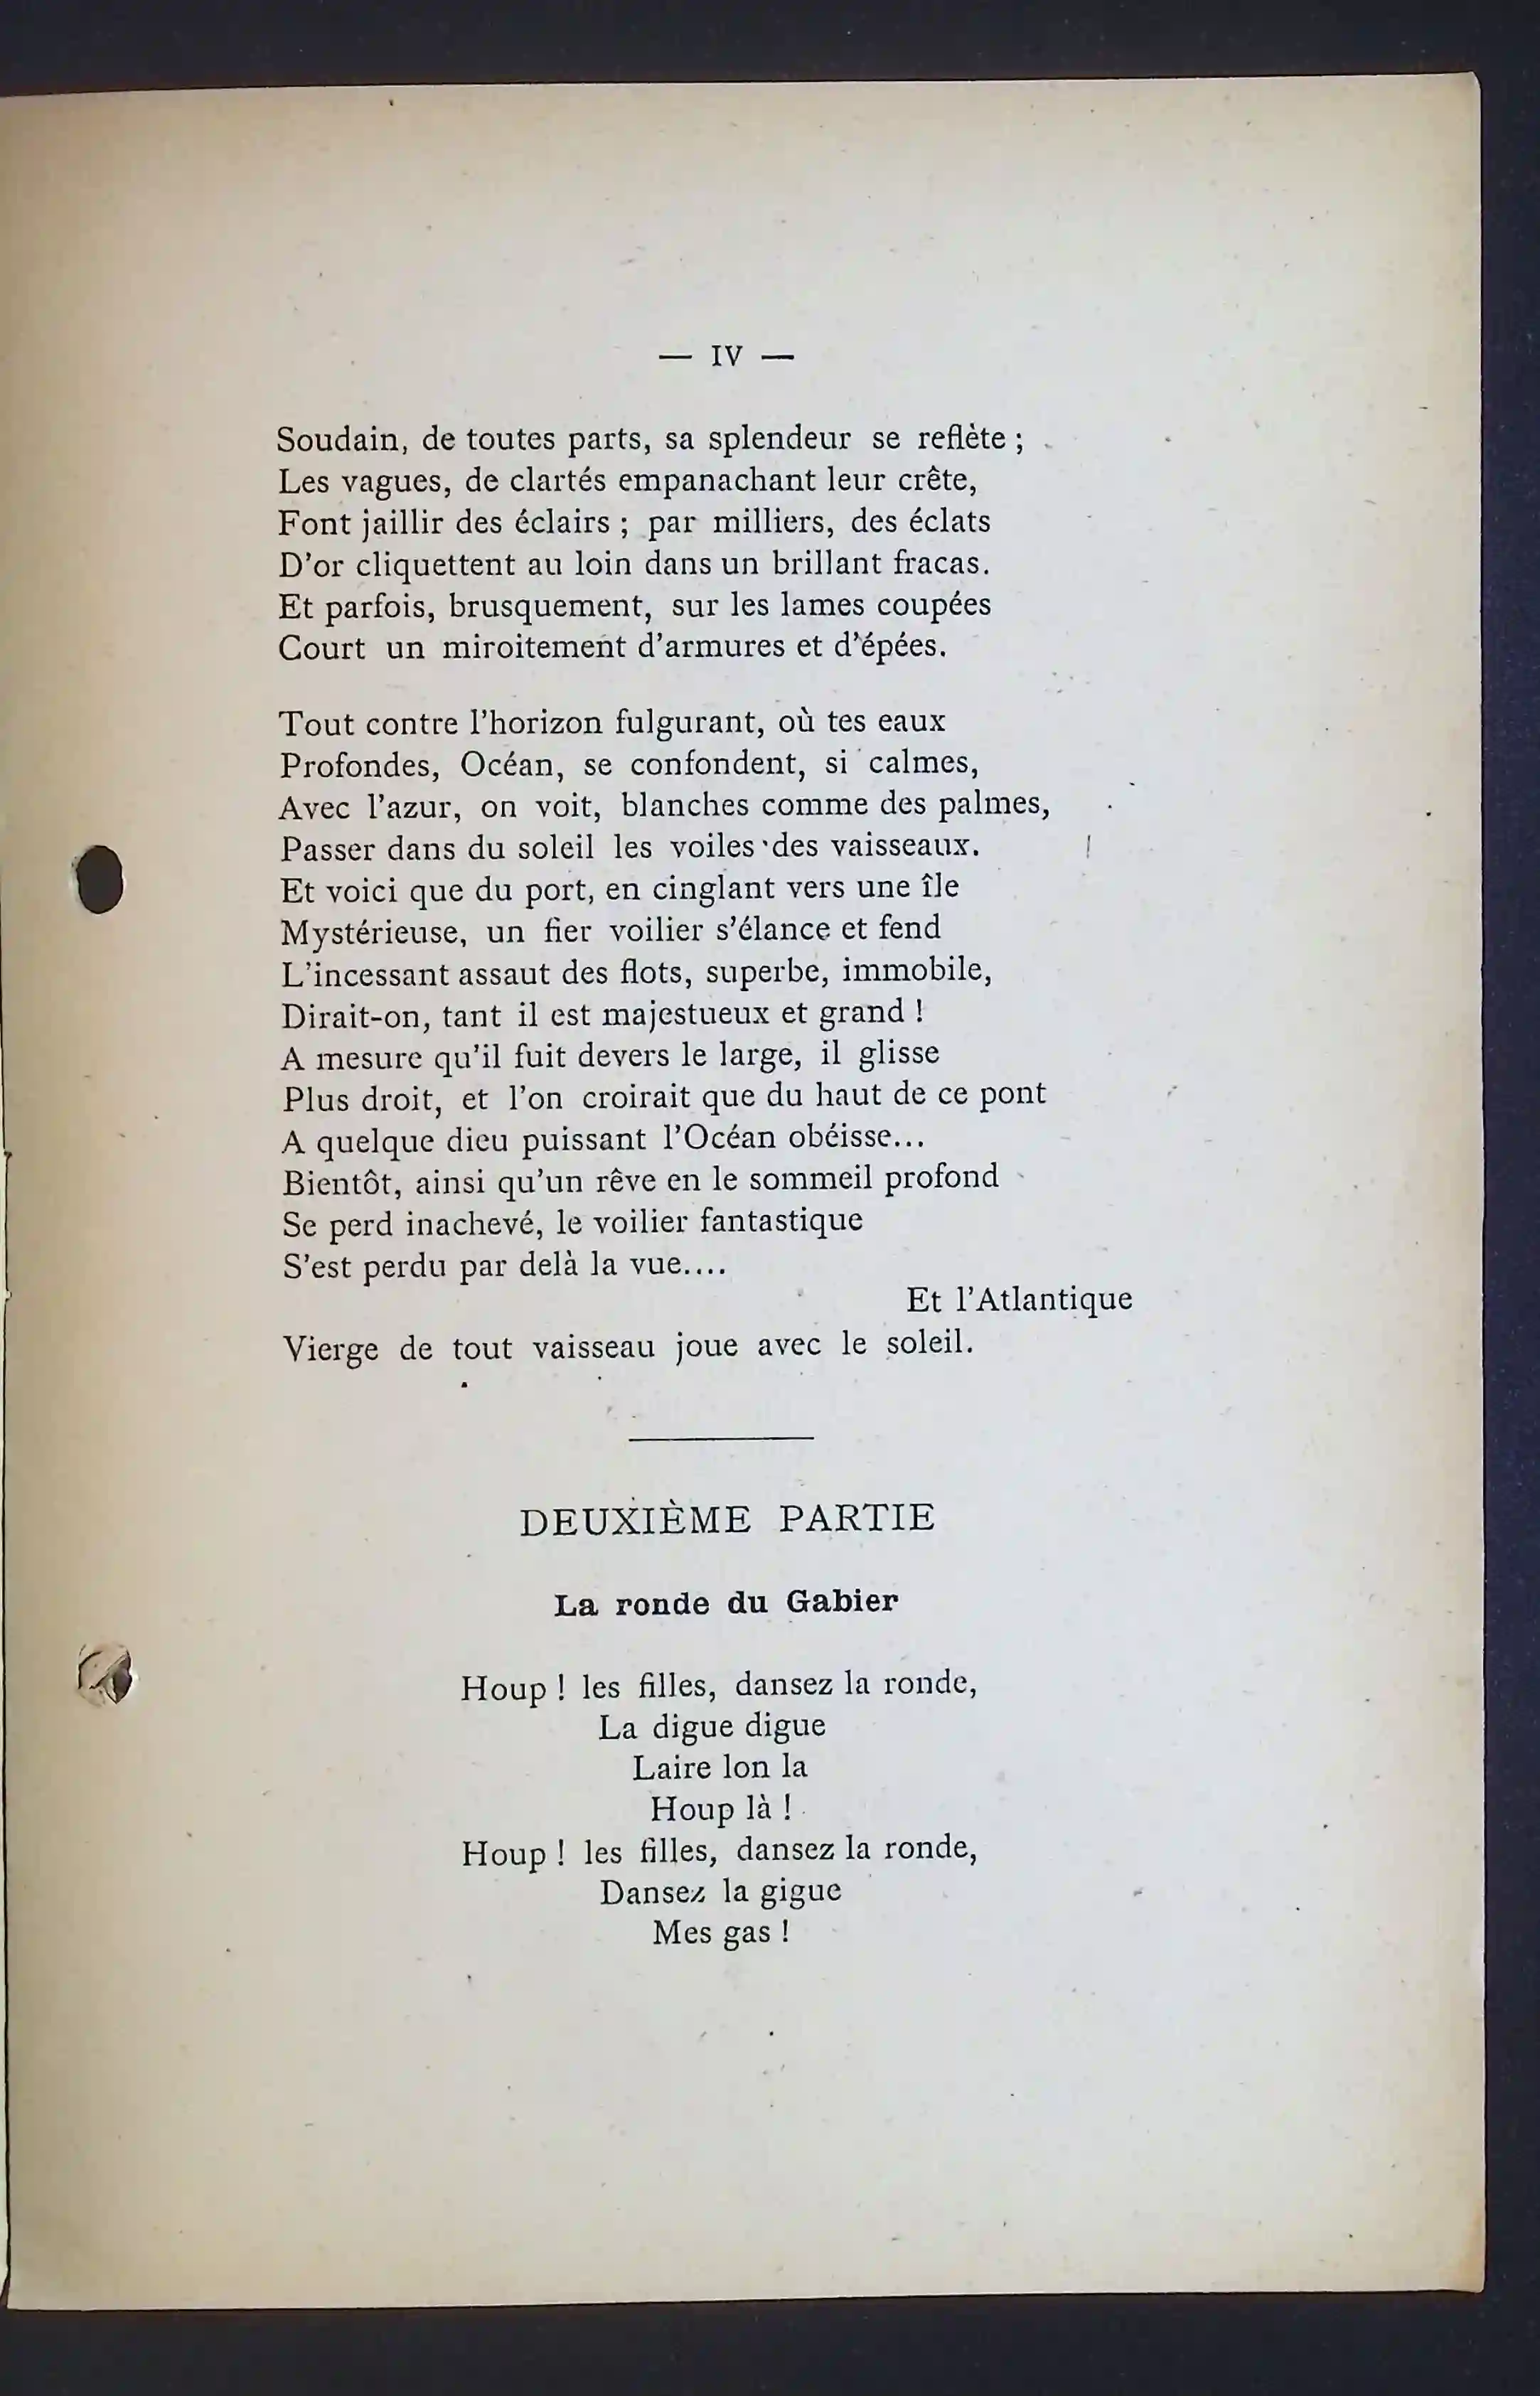 — IV —
Soudain, de toutes parts, sa splendeur se reflète ;
Les vagues, de clartés empanachant leur crête,
Font jaillir des éclairs ; par milliers, des éclats
D'or cliquettent au loin dans un brillant fracas.
Et parfois, brusquement, sur les lames coupées
Court un miroitement d'armures et d'épées.
Tout contre l'horizon fulgurant, où tes eaux
Profondes, Océan, se confondent, si calmes,
Avec l'azur, on voit, blanches comme des palmes,
Passer dans du soleil les voiles des vaisseaux.
Et voici que du port, en cinglant vers une île
Mystérieuse, un fier voilier s'élance et fend
L'incessant assaut des flots, superbe, immobile,
Dirait-on, tant il est majestueux et grand !
A mesure qu'il fuit devers le large, il glisse
Plus droit, et l'on croirait que du haut de ce pont
A quelque dieu puissant l'Océan obéisse...
Bientôt, ainsi qu'un rêve en le sommeil profond
Se perd inachevé, le voilier fantastique
S'est perdu par delà la vue....
Et l'Atlantique
Vierge de tout vaisseau joue avec le soleil.
DEUXIÈME PARTIE
La ronde du Gabier
Houp ! les filles, dansez la ronde,
La digue digue
Laire lon la
Houp là !
Houp ! les filles, dansez la ronde,
Dansez la gigue
Mes gas !